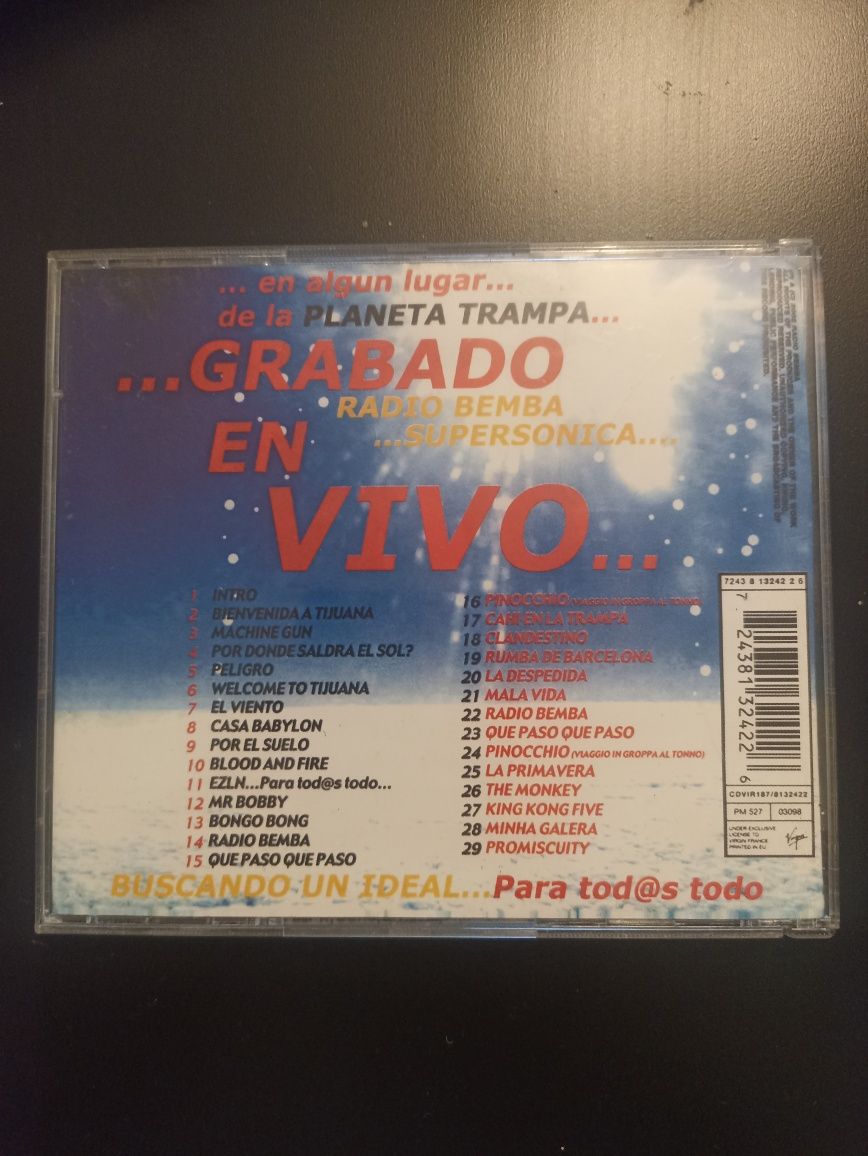 ... en algun lugar...
de la PLANETA TRAMPA...
...GRABADO
RADIO BEMBA
EN ...SUPERSONICA....
VIVO...
1 INTRO
2 BIENVENIDA A TIJUANA
3 MACHINE GUN
4 POR DONDE SALDRA EL SOL?
5 PELIGRO
6 WELCOME TO TIJUANA
7 EL VIENTO
8 CASA BABYLON
9 POR EL SUELO
10 BLOOD AND FIRE
11 EZLN...Para tod@s todo...
12 MR BOBBY
13 BONGO BONG
14 RADIO BEMBA
15 QUE PASO QUE PASO
16 PINOCCHIO (VIAGGIO IN GROPPA AL TONNO)
17 CAHI EN LA TRAMPA
18 CLANDESTINO
19 RUMBA DE BARCELONA
20 LA DESPEDIDA
21 MALA VIDA
22 RADIO BEMBA
23 QUE PASO QUE PASO
24 PINOCCHIO (VIAGGIO IN GROPPA AL TONNO)
25 LA PRIMAVERA
26 THE MONKEY
27 KING KONG FIVE
28 MINHA GALERA
29 PROMISCUITY
BUSCANDO UN IDEAL...Para tod@s todo
7243 8 13242 2 6
7 24381 32422 6
CDVIR187/8132422
PM 527 03098
UNDER EXCLUSIVE
LICENSE TO
VIRGIN FRANCE
PRINTED IN EU
Virgin